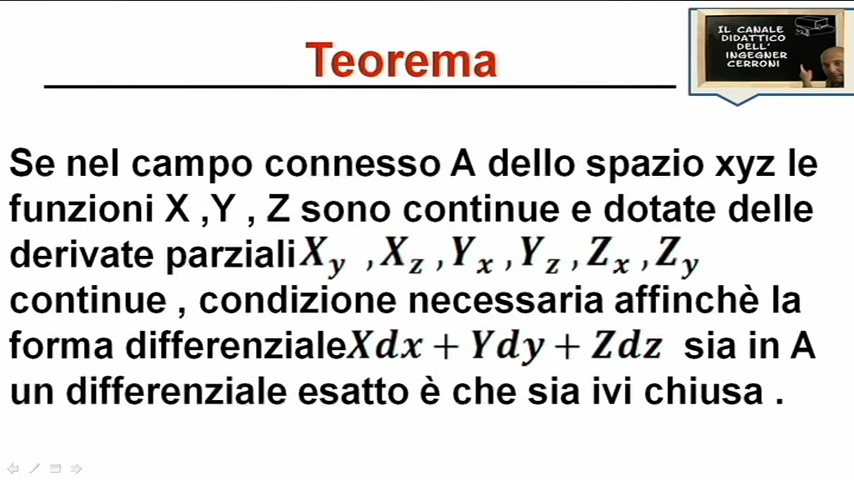 Teorema
IL CANALE
DIDATTICO
DELL'
INGEGNER
CERRONI
Se nel campo connesso A dello spazio xyz le
funzioni X ,Y , Z sono continue e dotate delle
derivate parziali X_y , X_z , Y_x , Y_z , Z_x , Z_y
continue , condizione necessaria affinchè la
forma differenziale Xdx + Ydy + Zdz sia in A
un differenziale esatto è che sia ivi chiusa .